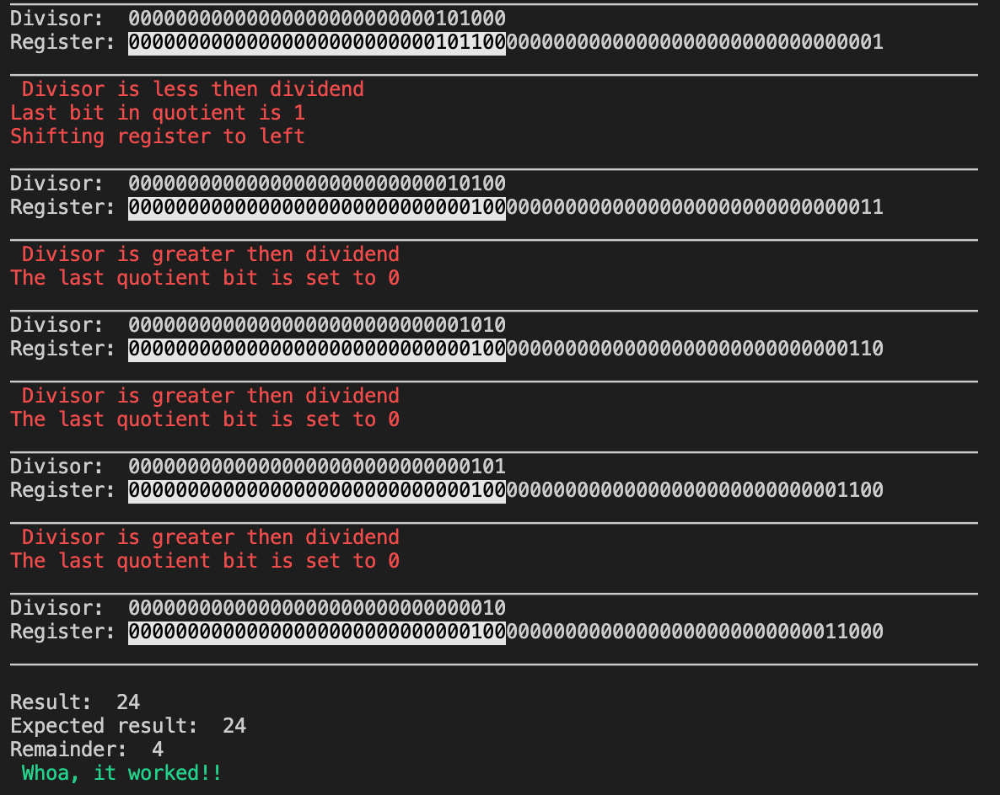 Divisor:  00000000000000000000000000101000
Register: 0000000000000000000000000010110000000000000000000000000000000001
Divisor is less then dividend
Last bit in quotient is 1
Shifting register to left
Divisor:  00000000000000000000000000010100
Register: 0000000000000000000000000000010000000000000000000000000000000011
Divisor is greater then dividend
The last quotient bit is set to 0
Divisor:  00000000000000000000000000001010
Register: 0000000000000000000000000000010000000000000000000000000000000110
Divisor is greater then dividend
The last quotient bit is set to 0
Divisor:  00000000000000000000000000000101
Register: 0000000000000000000000000000010000000000000000000000000000001100
Divisor is greater then dividend
The last quotient bit is set to 0
Divisor:  00000000000000000000000000000010
Register: 0000000000000000000000000000010000000000000000000000000000011000
Result:  24
Expected result:  24
Remainder:  4
Whoa, it worked!!